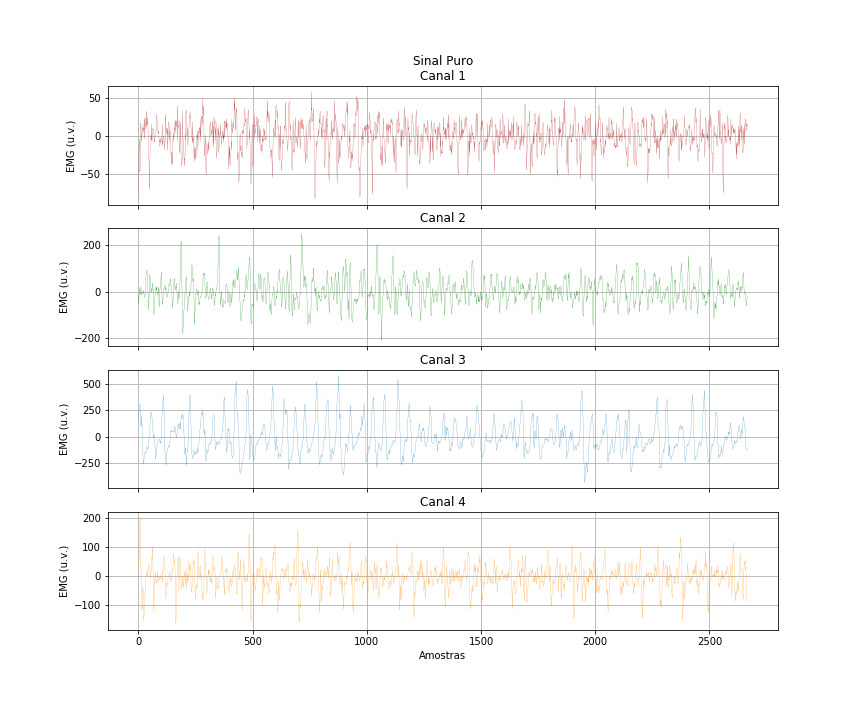 Sinal Puro
Canal 1
50
0
−50
EMG (u.v.)
Canal 2
200
0
−200
EMG (u.v.)
Canal 3
500
250
0
−250
EMG (u.v.)
Canal 4
200
100
0
−100
EMG (u.v.)
0 500 1000 1500 2000 2500
Amostras